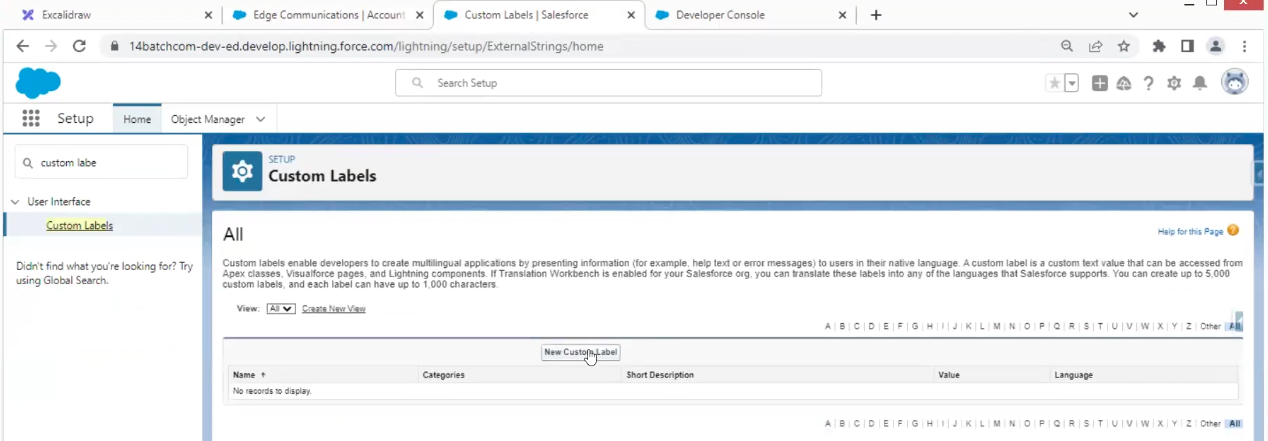 Excalidraw
Edge Communications | Account
Custom Labels | Salesforce
Developer Console
14batchcom-dev-ed.develop.lightning.force.com/lightning/setup/ExternalStrings/home
Search Setup
Setup
Home
Object Manager
custom labe
User Interface
Custom Labels
Didn't find what you're looking for? Try
using Global Search.
SETUP
Custom Labels
All
Help for this Page
Custom labels enable developers to create multilingual applications by presenting information (for example, help text or error messages) to users in their native language. A custom label is a custom text value that can be accessed from
Apex classes, Visualforce pages, and Lightning components. If Translation Workbench is enabled for your Salesforce org, you can translate these labels into any of the languages that Salesforce supports. You can create up to 5,000
custom labels, and each label can have up to 1,000 characters.
View: All Create New View
A | B | C | D | E | F | G | H | I | J | K | L | M | N | O | P | Q | R | S | T | U | V | W | X | Y | Z | Other All
New Custom Label
Name Categories Short Description Value Language
No records to display.
A | B | C | D | E | F | G | H | I | J | K | L | M | N | O | P | Q | R | S | T | U | V | W | X | Y | Z | Other All